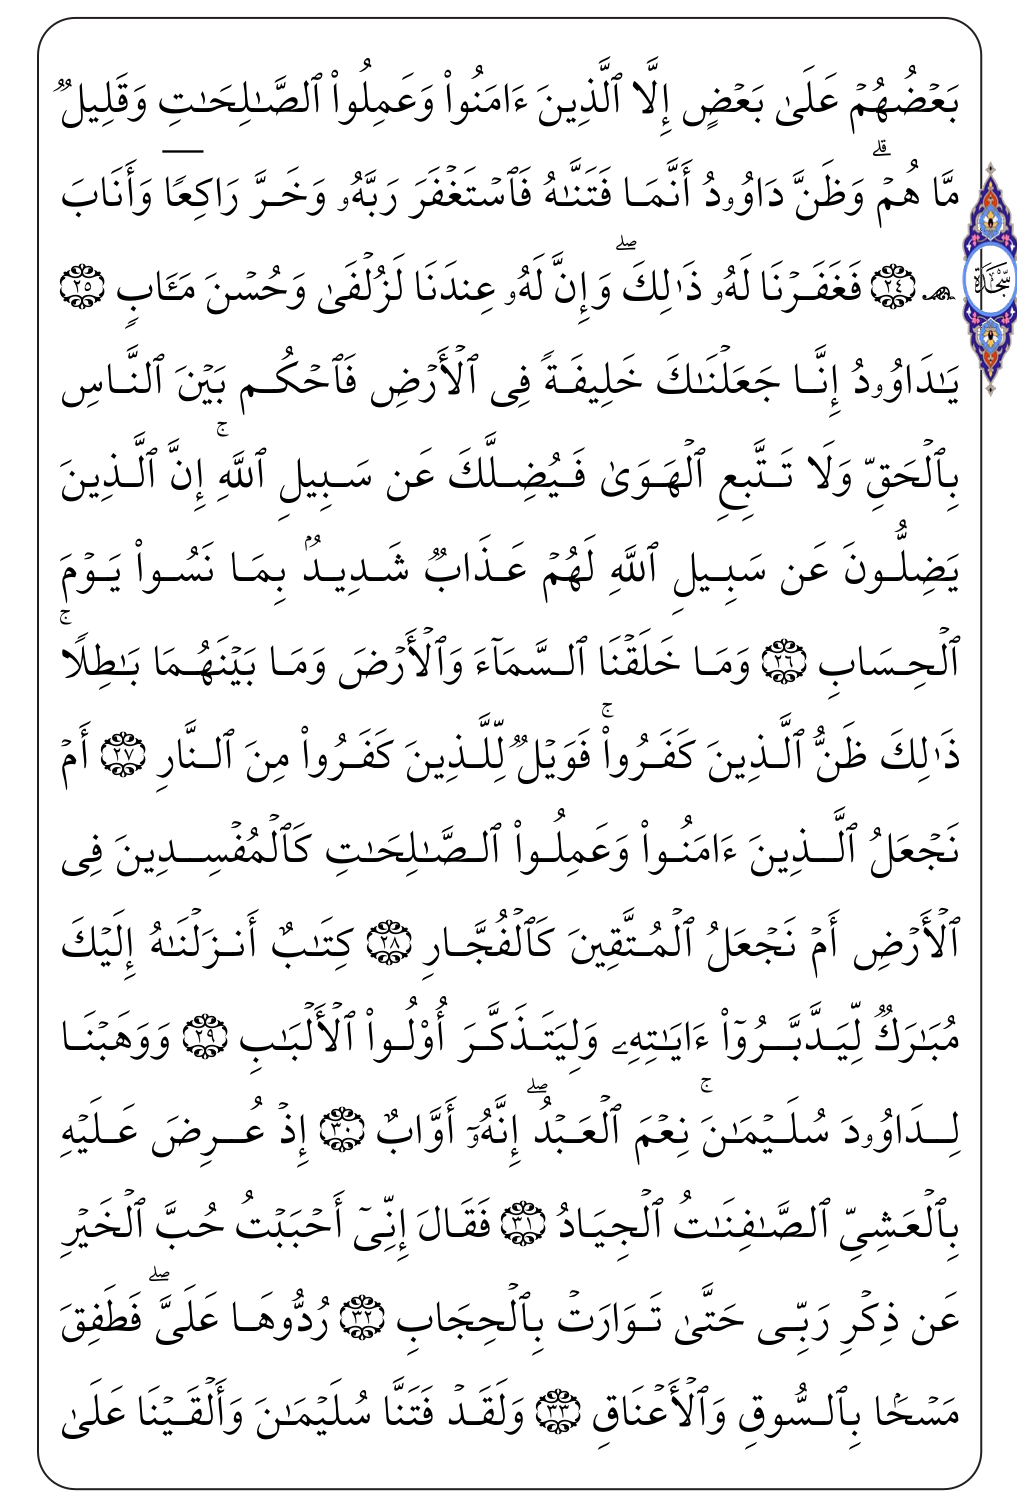 بَعۡضُهُمۡ عَلَىٰ بَعۡضٍ إِلَّا ٱلَّذِينَ ءَامَنُواْ وَعَمِلُواْ ٱلصَّـٰلِحَـٰتِ وَقَلِيلٞ
مَّا هُمۡۗ وَظَنَّ دَاوُۥدُ أَنَّمَا فَتَنَّـٰهُ فَٱسۡتَغۡفَرَ رَبَّهُۥ وَخَرَّ رَاكِعٗا وَأَنَابَ
۩ ٢٤ فَغَفَرۡنَا لَهُۥ ذَٰلِكَۖ وَإِنَّ لَهُۥ عِندَنَا لَزُلۡفَىٰ وَحُسۡنَ مَـَٔابٖ ٢٥
سَّجۡدَة
يَـٰدَاوُۥدُ إِنَّا جَعَلۡنَـٰكَ خَلِيفَةٗ فِى ٱلۡأَرۡضِ فَٱحۡكُم بَيۡنَ ٱلنَّاسِ
بِٱلۡحَقِّ وَلَا تَتَّبِعِ ٱلۡهَوَىٰ فَيُضِلَّكَ عَن سَبِيلِ ٱللَّهِۚ إِنَّ ٱلَّذِينَ
يَضِلُّونَ عَن سَبِيلِ ٱللَّهِ لَهُمۡ عَذَابٞ شَدِيدُۢ بِمَا نَسُواْ يَوۡمَ
ٱلۡحِسَابِ ٢٦ وَمَا خَلَقۡنَا ٱلسَّمَآءَ وَٱلۡأَرۡضَ وَمَا بَيۡنَهُمَا بَـٰطِلٗاۚ
ذَٰلِكَ ظَنُّ ٱلَّذِينَ كَفَرُواْۚ فَوَيۡلٞ لِّلَّذِينَ كَفَرُواْ مِنَ ٱلنَّارِ ٢٧ أَمۡ
نَجۡعَلُ ٱلَّذِينَ ءَامَنُواْ وَعَمِلُواْ ٱلصَّـٰلِحَـٰتِ كَٱلۡمُفۡسِدِينَ فِى
ٱلۡأَرۡضِ أَمۡ نَجۡعَلُ ٱلۡمُتَّقِينَ كَٱلۡفُجَّارِ ٢٨ كِتَـٰبٌ أَنزَلۡنَـٰهُ إِلَيۡكَ
مُبَـٰرَكٞ لِّيَدَّبَّرُوٓاْ ءَايَـٰتِهِۦ وَلِيَتَذَكَّرَ أُوْلُواْ ٱلۡأَلۡبَـٰبِ ٢٩ وَوَهَبۡنَا
لِدَاوُۥدَ سُلَيۡمَـٰنَۚ نِعۡمَ ٱلۡعَبۡدُۖ إِنَّهُۥٓ أَوَّابٌ ٣٠ إِذۡ عُرِضَ عَلَيۡهِ
بِٱلۡعَشِىِّ ٱلصَّـٰفِنَـٰتُ ٱلۡجِيَادُ ٣١ فَقَالَ إِنِّىٓ أَحۡبَبۡتُ حُبَّ ٱلۡخَيۡرِ
عَن ذِكۡرِ رَبِّى حَتَّىٰ تَوَارَتۡ بِٱلۡحِجَابِ ٣٢ رُدُّوهَا عَلَىَّۖ فَطَفِقَ
مَسۡحَۢا بِٱلسُّوقِ وَٱلۡأَعۡنَاقِ ٣٣ وَلَقَدۡ فَتَنَّا سُلَيۡمَـٰنَ وَأَلۡقَيۡنَا عَلَىٰ